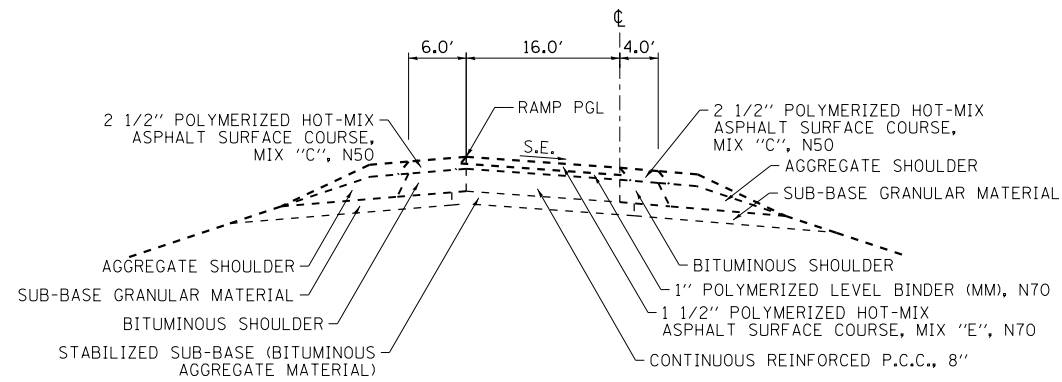 ℄
6.0' 16.0' 4.0'
RAMP PGL
2 1/2" POLYMERIZED HOT-MIX
ASPHALT SURFACE COURSE,
MIX "C", N50
S.E.
2 1/2" POLYMERIZED HOT-MIX
ASPHALT SURFACE COURSE,
MIX "C", N50
AGGREGATE SHOULDER
SUB-BASE GRANULAR MATERIAL
AGGREGATE SHOULDER
SUB-BASE GRANULAR MATERIAL
BITUMINOUS SHOULDER
STABILIZED SUB-BASE (BITUMINOUS
AGGREGATE MATERIAL)
BITUMINOUS SHOULDER
1" POLYMERIZED LEVEL BINDER (MM), N70
1 1/2" POLYMERIZED HOT-MIX
ASPHALT SURFACE COURSE, MIX "E", N70
CONTINUOUS REINFORCED P.C.C., 8"